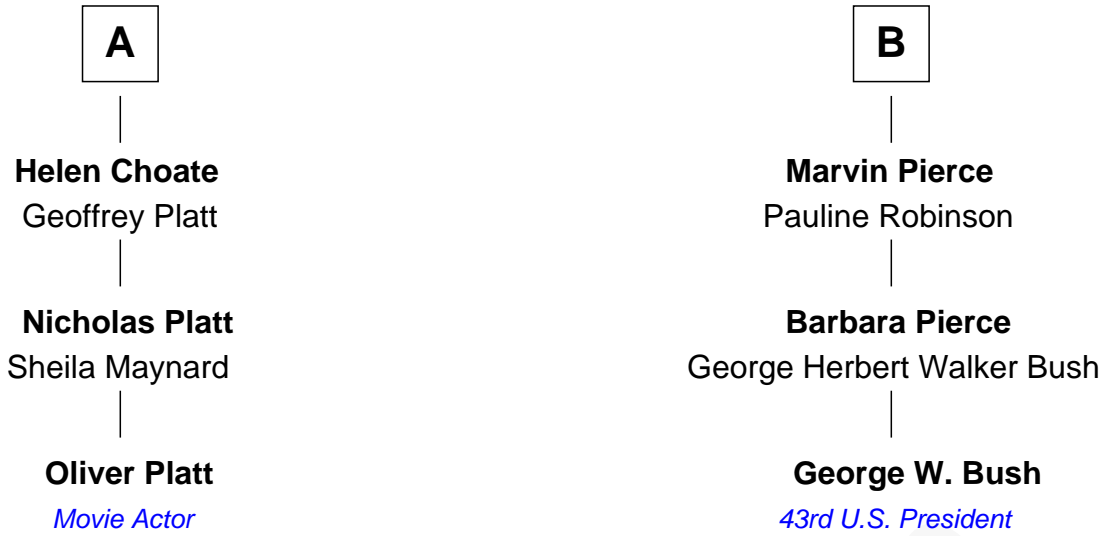 A
B
Helen Choate
Geoffrey Platt
Marvin Pierce
Pauline Robinson
Nicholas Platt
Sheila Maynard
Barbara Pierce
George Herbert Walker Bush
Oliver Platt
Movie Actor
George W. Bush
43rd U.S. President